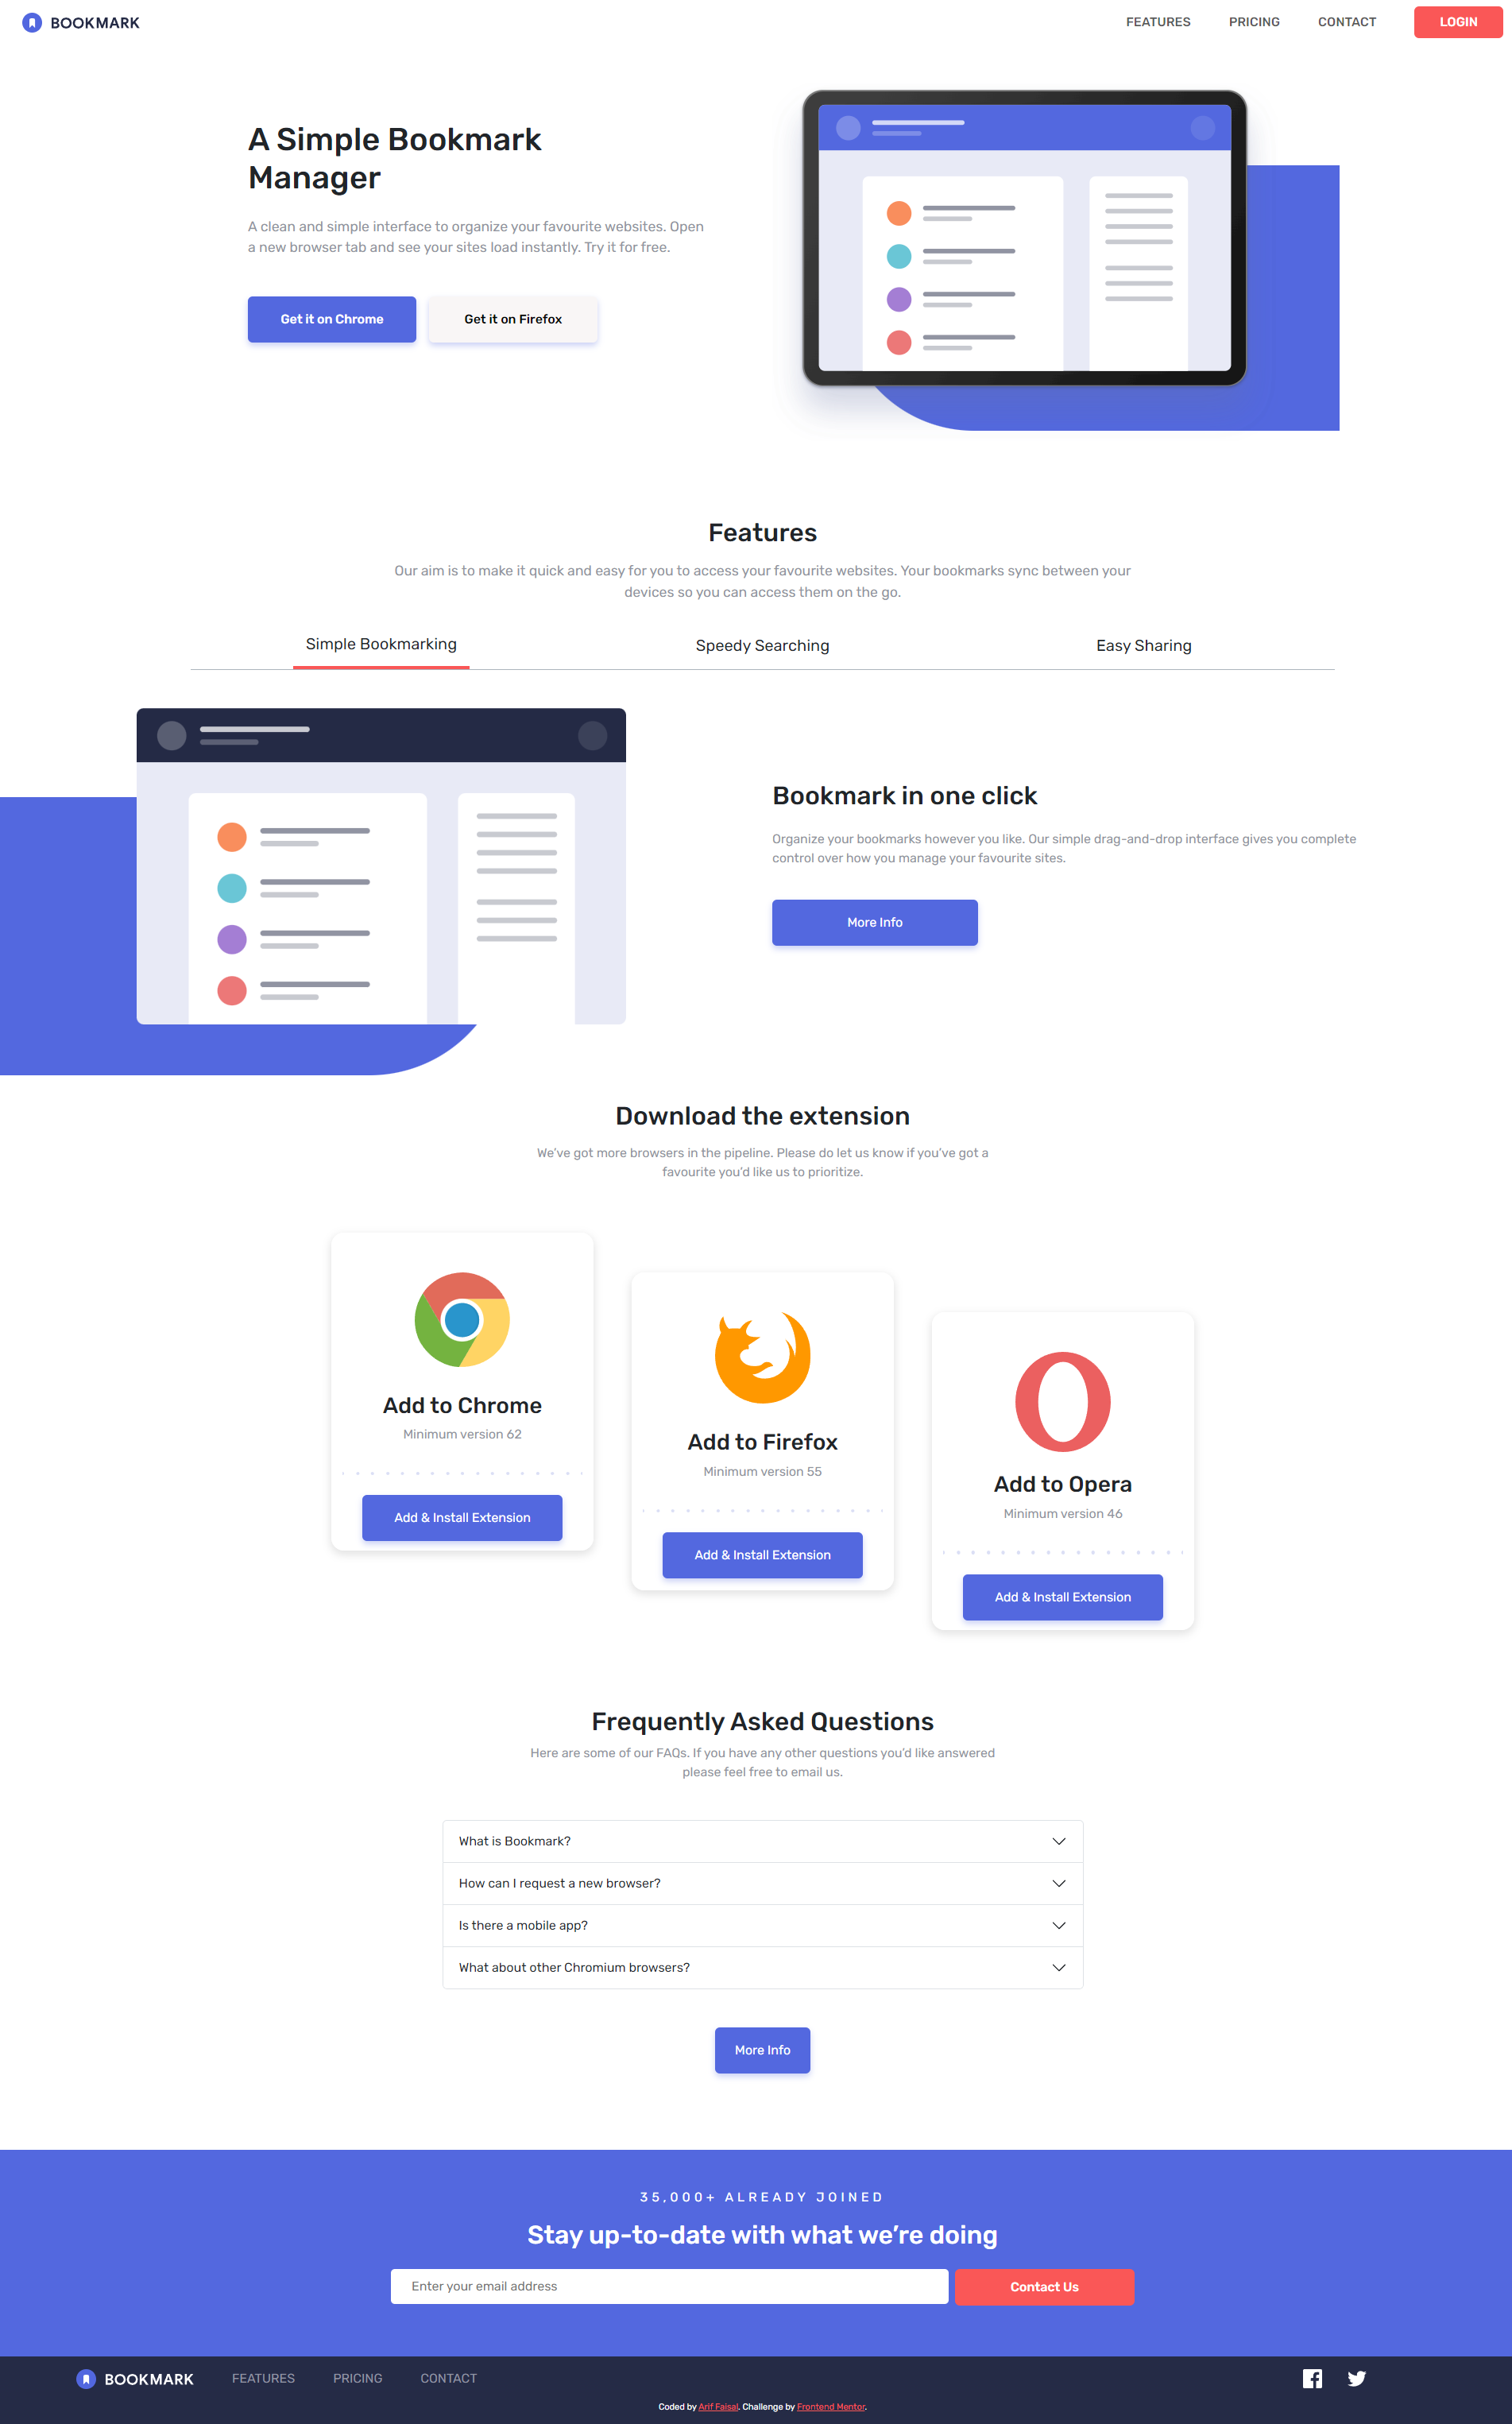 BOOKMARK
FEATURES
PRICING
CONTACT
LOGIN
A Simple Bookmark
Manager
A clean and simple interface to organize your favourite websites. Open
a new browser tab and see your sites load instantly. Try it for free.
Get it on Chrome
Get it on Firefox
Features
Our aim is to make it quick and easy for you to access your favourite websites. Your bookmarks sync between your
devices so you can access them on the go.
Simple Bookmarking
Speedy Searching
Easy Sharing
Bookmark in one click
Organize your bookmarks however you like. Our simple drag-and-drop interface gives you complete
control over how you manage your favourite sites.
More Info
Download the extension
We've got more browsers in the pipeline. Please do let us know if you've got a
favourite you'd like us to prioritize.
Add to Chrome
Minimum version 62
Add & Install Extension
Add to Firefox
Minimum version 55
Add & Install Extension
Add to Opera
Minimum version 46
Add & Install Extension
Frequently Asked Questions
Here are some of our FAQs. If you have any other questions you'd like answered
please feel free to email us.
What is Bookmark?
How can I request a new browser?
Is there a mobile app?
What about other Chromium browsers?
More Info
35,000+ ALREADY JOINED
Stay up-to-date with what we're doing
Enter your email address
Contact Us
BOOKMARK
FEATURES
PRICING
CONTACT
Coded by Arif Faisal. Challenge by Frontend Mentor.